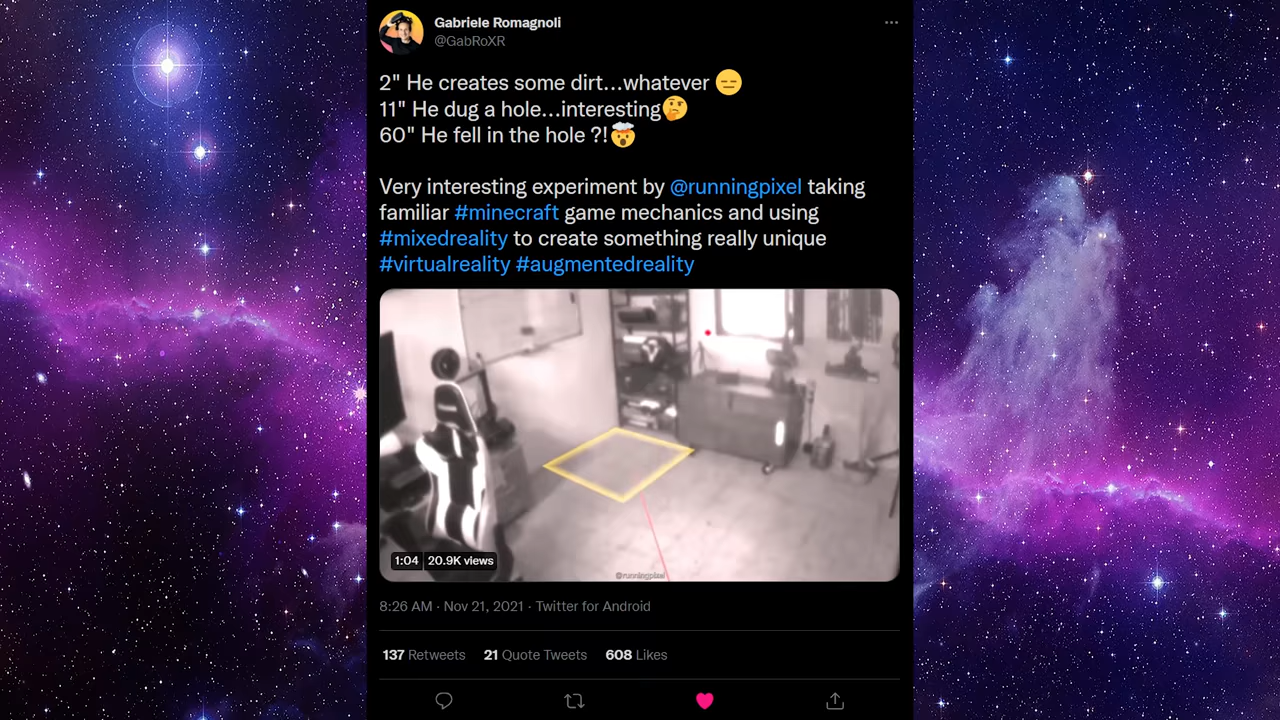 Gabriele Romagnoli
@GabRoXR
2" He creates some dirt...whatever 😑
11" He dug a hole...interesting🤔
60" He fell in the hole ?!🤯
Very interesting experiment by @runningpixel taking
familiar #minecraft game mechanics and using
#mixedreality to create something really unique
#virtualreality #augmentedreality
1:04 20.9K views
@runningpixel
8:26 AM · Nov 21, 2021 · Twitter for Android
137 Retweets 21 Quote Tweets 608 Likes